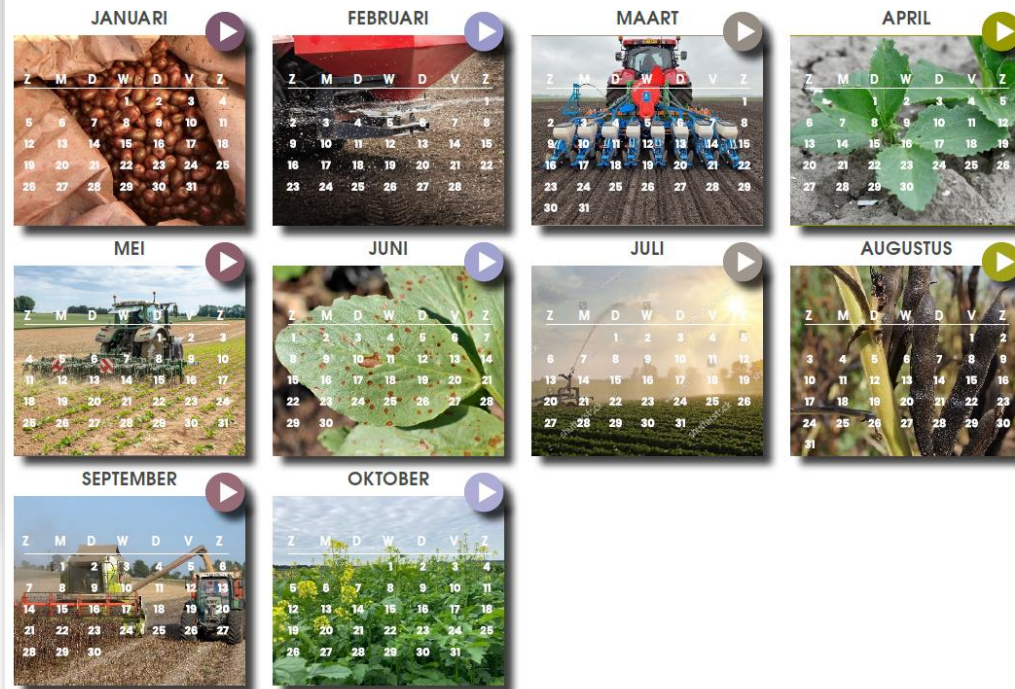 JANUARI
Z M D W D V Z
1 2 3 4
5 6 7 8 9 10 11
12 13 14 15 16 17 18
19 20 21 22 23 24 25
26 27 28 29 30 31
FEBRUARI
Z M D W D V Z
1
2 3 4 5 6 7 8
9 10 11 12 13 14 15
16 17 18 19 20 21 22
23 24 25 26 27 28
MAART
Z M D W D V Z
1
2 3 4 5 6 7 8
9 10 11 12 13 14 15
16 17 18 19 20 21 22
23 24 25 26 27 28 29
30 31
APRIL
Z M D W D V Z
1 2 3 4 5
6 7 8 9 10 11 12
13 14 15 16 17 18 19
20 21 22 23 24 25 26
27 28 29 30
MEI
Z M D W D V Z
1 2 3
4 5 6 7 8 9 10
11 12 13 14 15 16 17
18 19 20 21 22 23 24
25 26 27 28 29 30 31
JUNI
Z M D W D V Z
1 2 3 4 5 6 7
8 9 10 11 12 13 14
15 16 17 18 19 20 21
22 23 24 25 26 27 28
29 30
JULI
Z M D W D V Z
1 2 3 4 5
6 7 8 9 10 11 12
13 14 15 16 17 18 19
20 21 22 23 24 25 26
27 28 29 30 31
shutterstock
shutterstock
AUGUSTUS
Z M D W D V Z
1 2
3 4 5 6 7 8 9
10 11 12 13 14 15 16
17 18 19 20 21 22 23
24 25 26 27 28 29 30
31
SEPTEMBER
Z M D W D V Z
1 2 3 4 5 6
7 8 9 10 11 12 13
14 15 16 17 18 19 20
21 22 23 24 25 26 27
28 29 30
OKTOBER
Z M D W D V Z
1 2 3 4
5 6 7 8 9 10 11
12 13 14 15 16 17 18
19 20 21 22 23 24 25
26 27 28 29 30 31